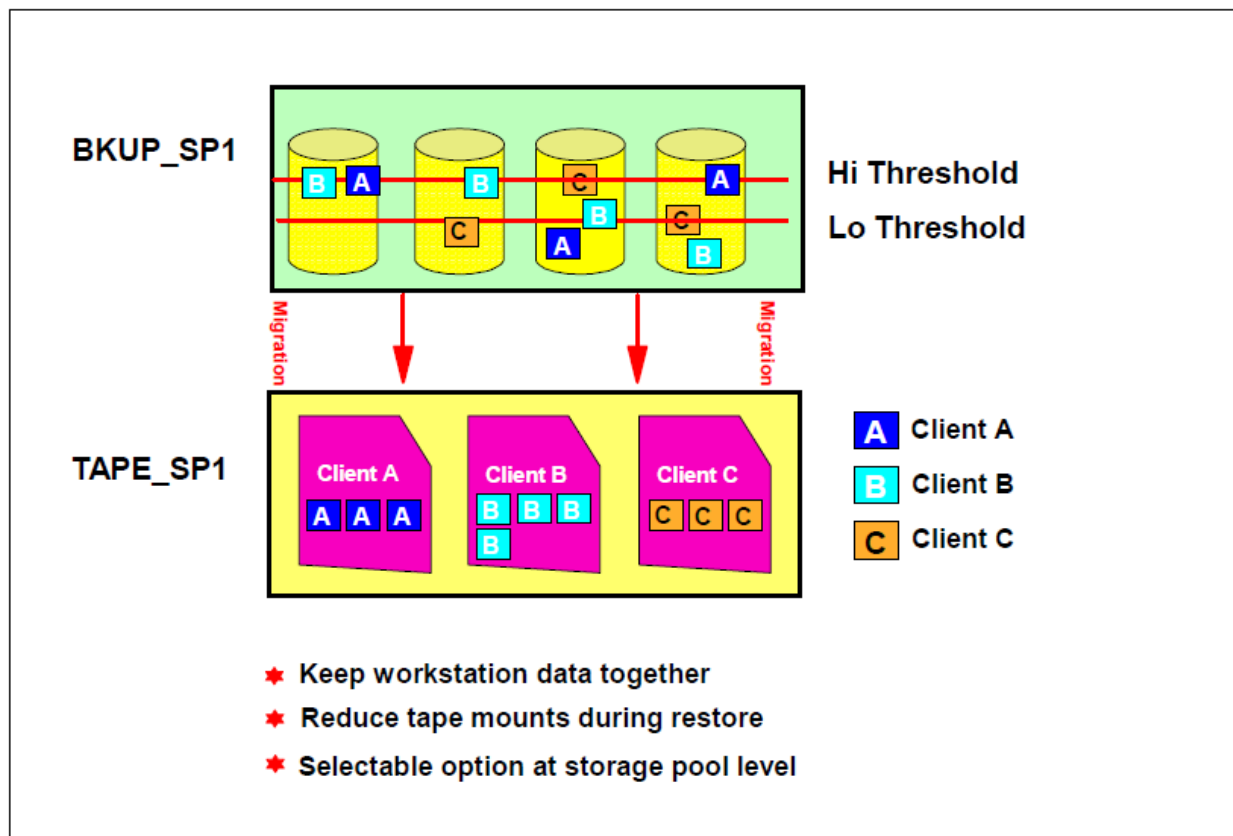 BKUP_SP1
B A B C A
Hi Threshold
C B C
Lo Threshold
A B
Migration
Migration
TAPE_SP1
Client A
A A A
Client B
B B B
B
Client C
C C C
A Client A
B Client B
C Client C
Keep workstation data together
Reduce tape mounts during restore
Selectable option at storage pool level